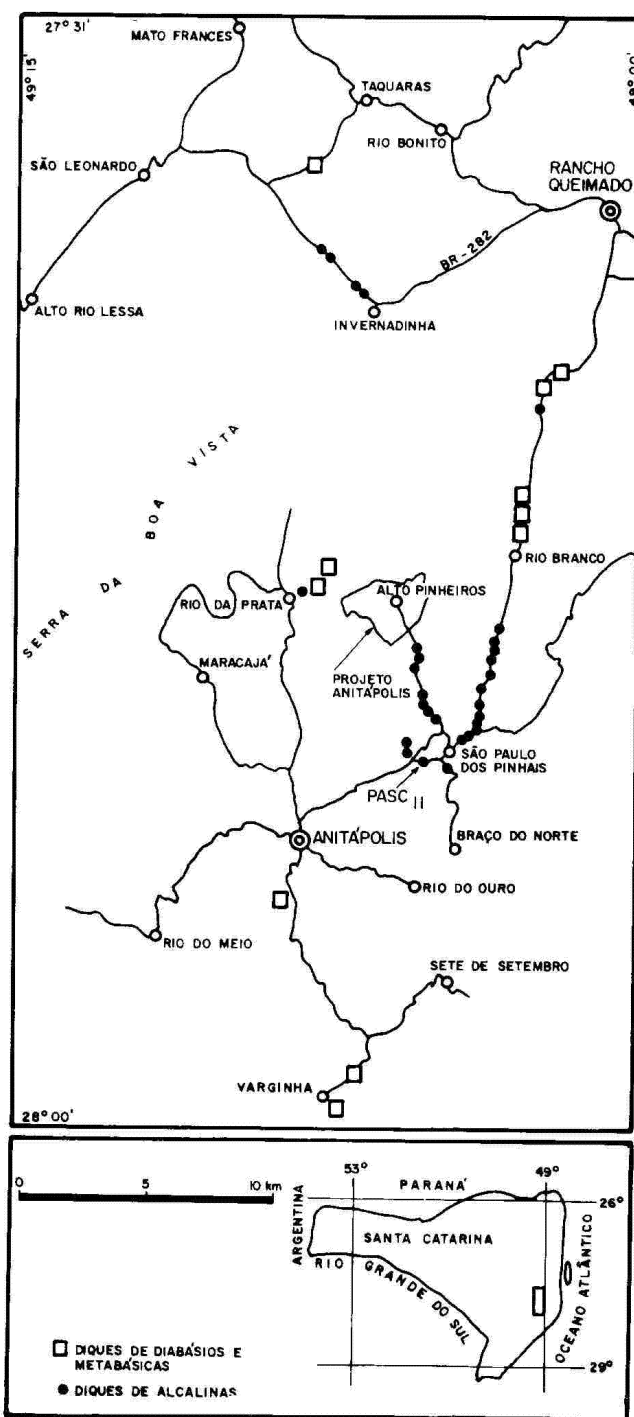 27° 31'
49° 15'
49° 00'
MATO FRANCES
TAQUARAS
RIO BONITO
SÃO LEONARDO
RANCHO
QUEIMADO
BR-282
ALTO RIO LESSA
INVERNADINHA
SERRA DA BOA VISTA
RIO BRANCO
ALTO PINHEIROS
RIO DA PRATA
MARACAJA'
PROJETO
ANITÁPOLIS
SÃO PAULO
DOS PINHAIS
PASC II
ANITÁPOLIS
BRAÇO DO NORTE
RIO DO OURO
RIO DO MEIO
SETE DE SETEMBRO
VARGINHA
28° 00'
0 5 10 km
53° 49°
PARANÁ
26°
ARGENTINA
SANTA CATARINA
RIO GRANDE DO SUL
OCEANO ATLÂNTICO
29°
DIQUES DE DIABÁSIOS E
METABÁSICAS
DIQUES DE ALCALINAS